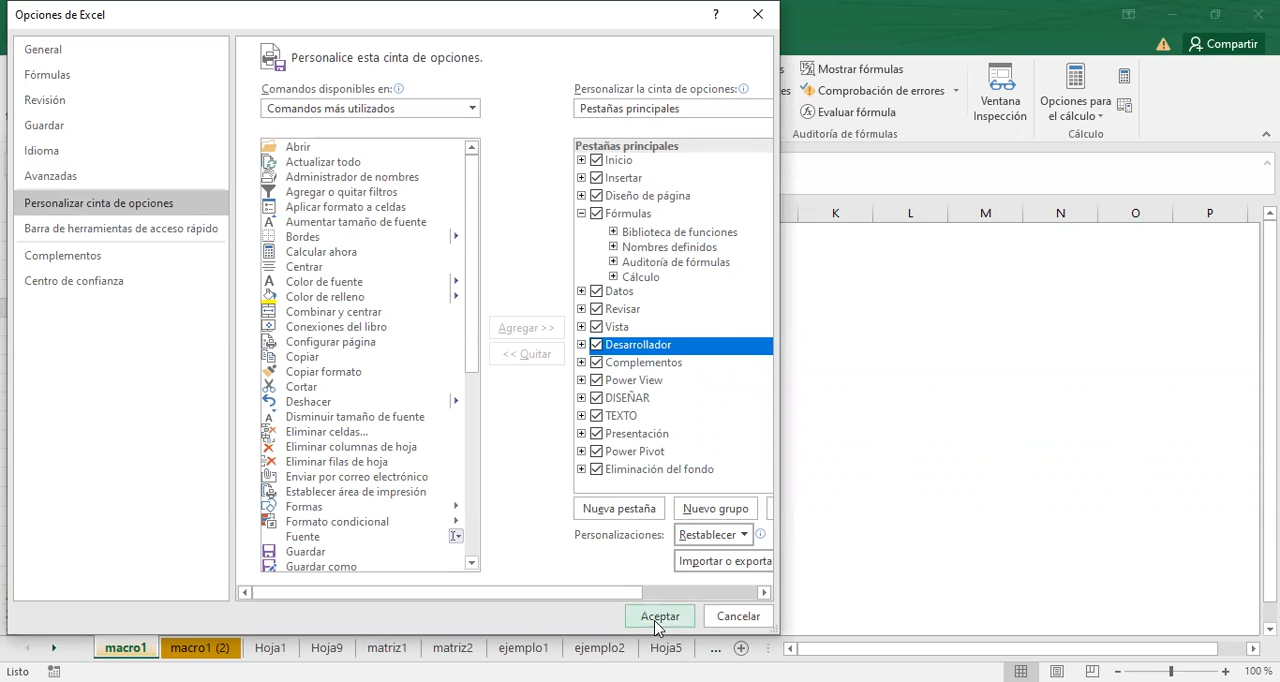 Opciones de Excel
?
General
Fórmulas
Revisión
Guardar
Idioma
Avanzadas
Personalizar cinta de opciones
Barra de herramientas de acceso rápido
Complementos
Centro de confianza
Personalice esta cinta de opciones.
Comandos disponibles en:
Comandos más utilizados
Abrir
Actualizar todo
Administrador de nombres
Agregar o quitar filtros
Aplicar formato a celdas
Aumentar tamaño de fuente
Bordes
Calcular ahora
Centrar
Color de fuente
Color de relleno
Combinar y centrar
Conexiones del libro
Configurar página
Copiar
Copiar formato
Cortar
Deshacer
Disminuir tamaño de fuente
Eliminar celdas...
Eliminar columnas de hoja
Eliminar filas de hoja
Enviar por correo electrónico
Establecer área de impresión
Formas
Formato condicional
Fuente
Guardar
Guardar como
Agregar >>
<< Quitar
Personalizar la cinta de opciones:
Pestañas principales
Pestañas principales
Inicio
Insertar
Diseño de página
Fórmulas
Biblioteca de funciones
Nombres definidos
Auditoría de fórmulas
Cálculo
Datos
Revisar
Vista
Desarrollador
Complementos
Power View
DISEÑAR
TEXTO
Presentación
Power Pivot
Eliminación del fondo
Nueva pestaña
Nuevo grupo
Personalizaciones:
Restablecer
Importar o exporta
Aceptar
Cancelar
Compartir
Mostrar fórmulas
Comprobación de errores
Evaluar fórmula
Auditoría de fórmulas
Ventana
Inspección
Opciones para
el cálculo
Cálculo
K L M N O P
macro1 macro1 (2) Hoja1 Hoja9 matriz1 matriz2 ejemplo1 ejemplo2 Hoja5 ...
Listo
100 %